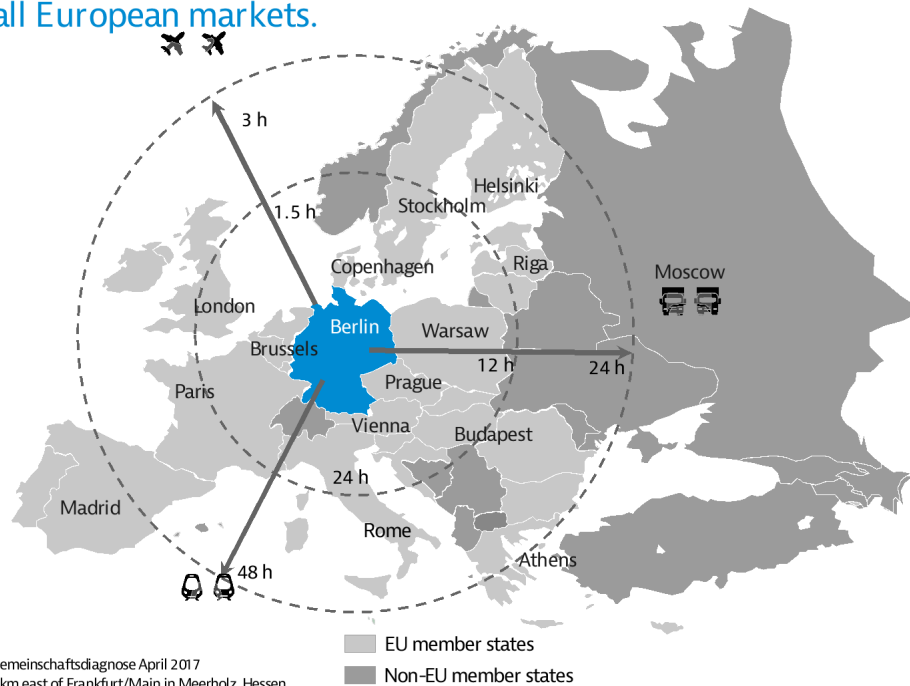 all European markets.
3 h
1.5 h
Helsinki
Stockholm
Copenhagen
Riga
Moscow
London
Berlin
Warsaw
Brussels
12 h
24 h
Paris
Prague
Vienna
Budapest
24 h
Madrid
Rome
Athens
48 h
EU member states
emeinschaftsdiagnose April 2017
Non-EU member states
km east of Frankfurt/Main in Meerholz, Hessen